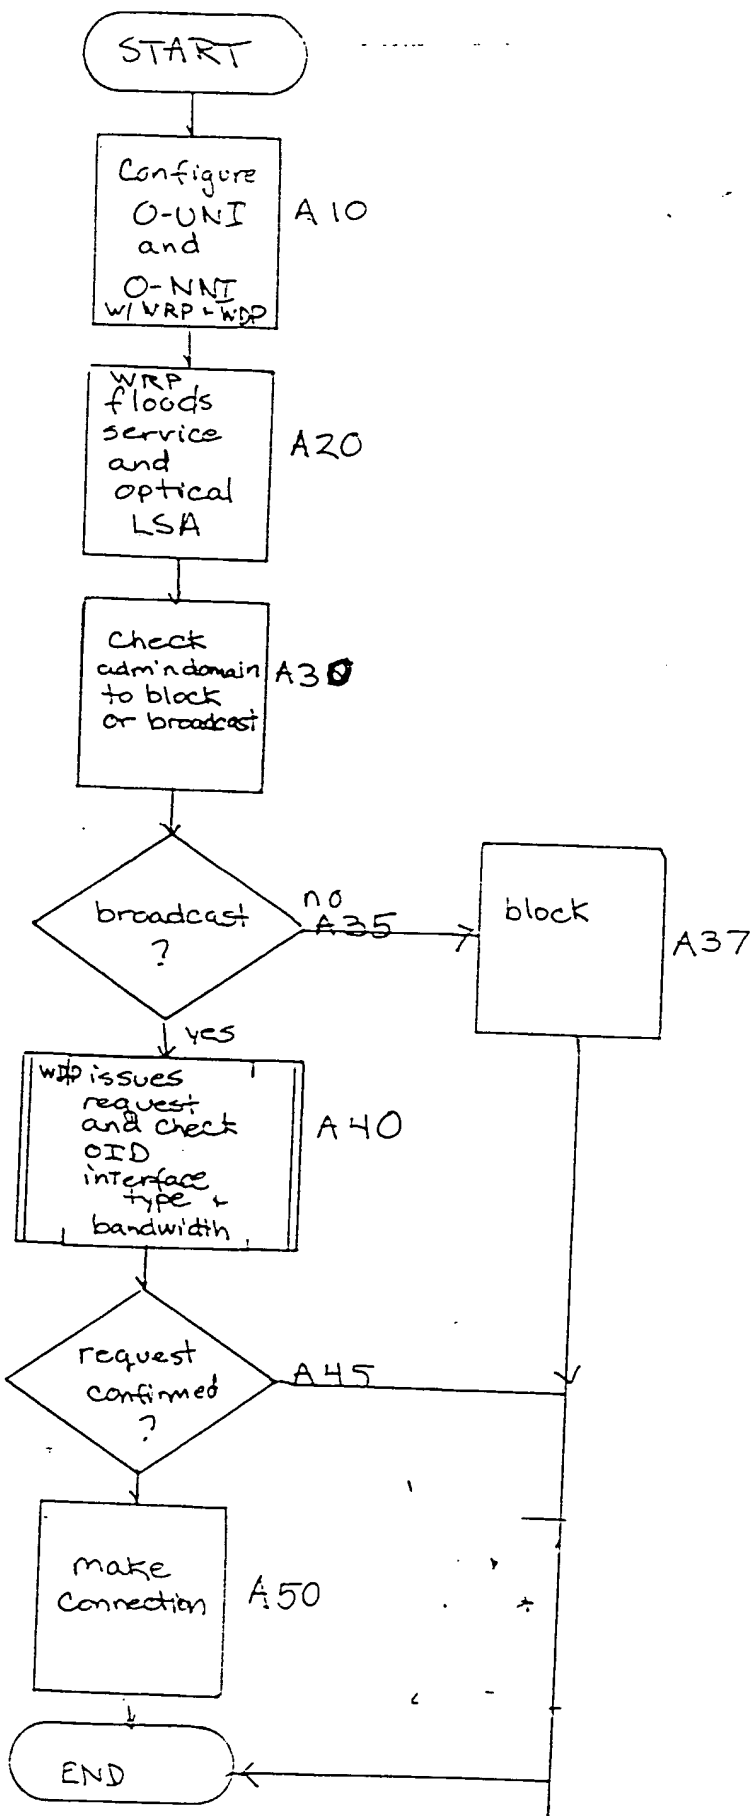 START
Configure
O-UNI
and
O-NNI
W/ WRP + WDP
A10
WRP
floods
service
and
optical
LSA
A20
Check
admin domain
to block
or broadcast
A30
broadcast
?
no
A35
block
A37
yes
WDP issues
request
and check
OID
interface
type +
bandwidth
A40
request
confirmed
?
A45
make
connection
A50
END